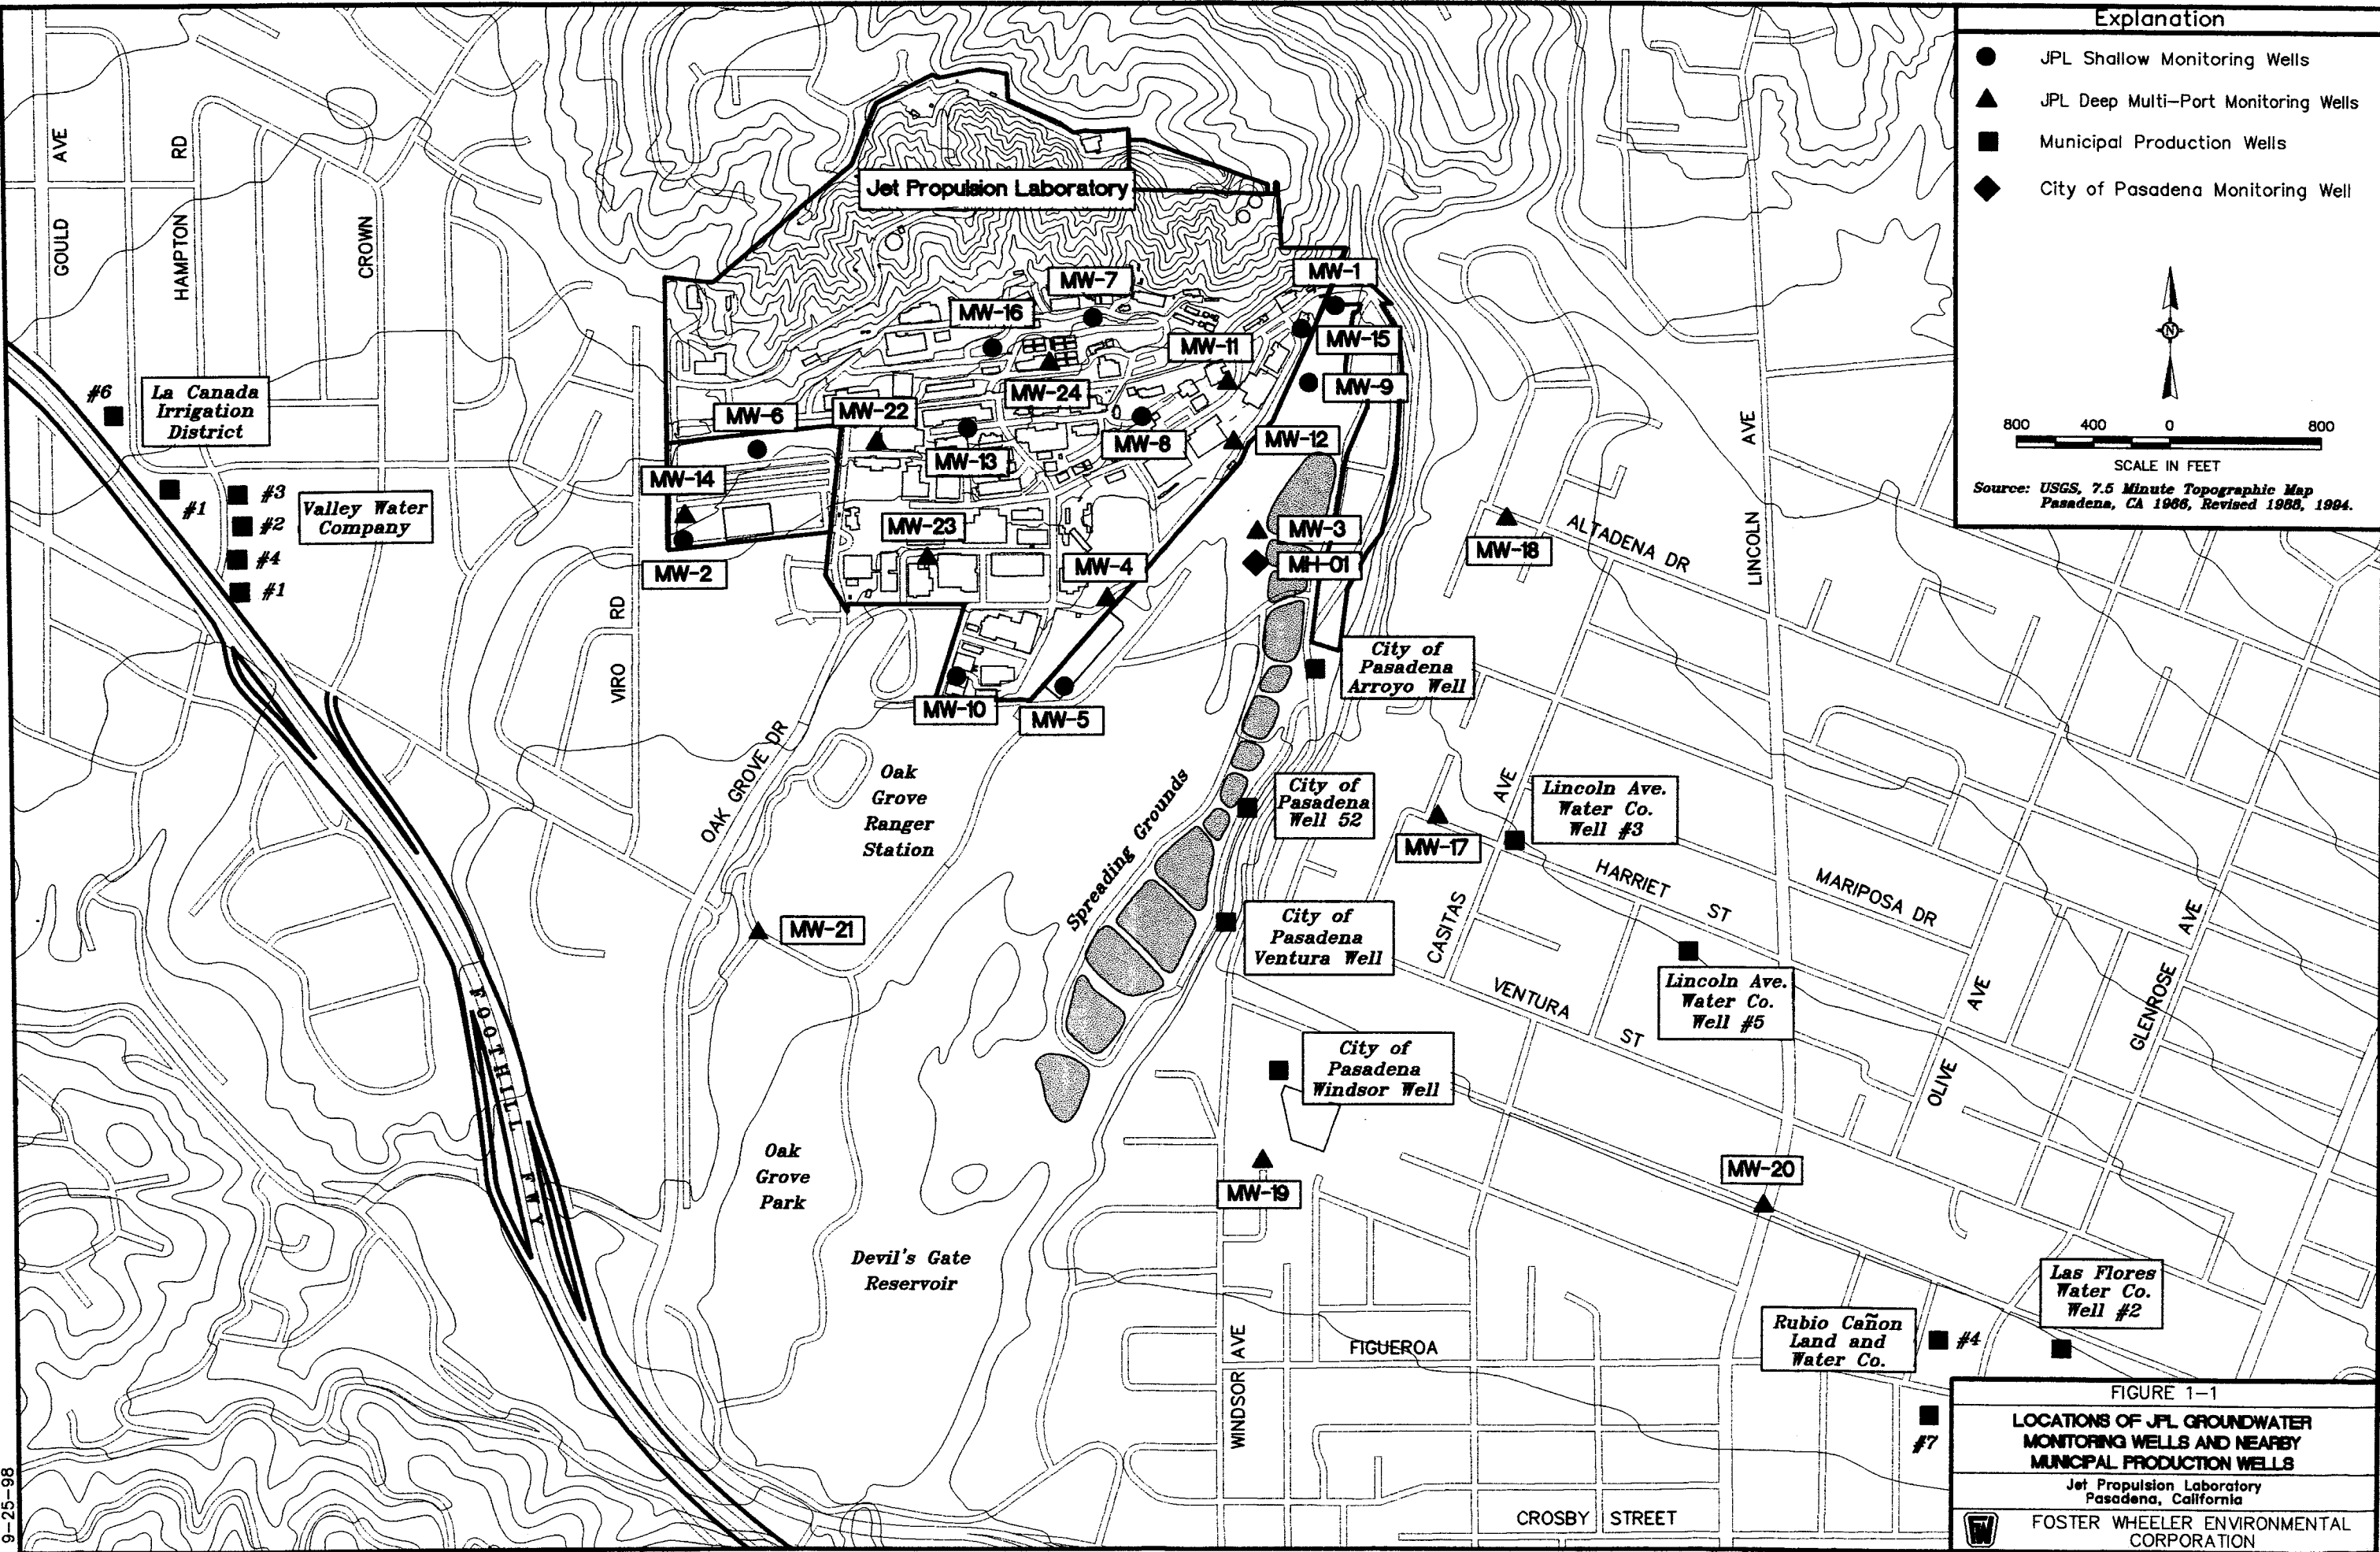 Explanation
JPL Shallow Monitoring Wells
JPL Deep Multi-Port Monitoring Wells
Municipal Production Wells
City of Pasadena Monitoring Well
N
800 400 0 800
SCALE IN FEET
Source: USGS, 7.5 Minute Topographic Map
Pasadena, CA 1966, Revised 1988, 1994.
GOULD AVE
HAMPTON RD
CROWN
Jet Propulsion Laboratory
MW-1
MW-7
MW-16
MW-15
MW-11
MW-9
MW-24
MW-6
MW-22
MW-8
MW-12
MW-13
MW-14
MW-23
MW-3
MH-01
MW-4
MW-2
MW-18
ALTADENA DR
LINCOLN AVE
#6
La Canada
Irrigation
District
#1
#3
#2
#4
#1
Valley Water
Company
VIRO RD
MW-10
MW-5
City of
Pasadena
Arroyo Well
OAK GROVE DR
Oak
Grove
Ranger
Station
Spreading Grounds
City of
Pasadena
Well 52
MW-17
CASITAS AVE
Lincoln Ave.
Water Co.
Well #3
HARRIET ST
MARIPOSA DR
MW-21
City of
Pasadena
Ventura Well
Lincoln Ave.
Water Co.
Well #5
VENTURA ST
OLIVE AVE
GLENROSE AVE
FOOTHILL FWY
City of
Pasadena
Windsor Well
Oak
Grove
Park
MW-19
MW-20
Devil's Gate
Reservoir
WINDSOR AVE
FIGUEROA
Rubio Cañon
Land and
Water Co.
#4
Las Flores
Water Co.
Well #2
#7
CROSBY STREET
FIGURE 1-1
LOCATIONS OF JPL GROUNDWATER
MONITORING WELLS AND NEARBY
MUNICIPAL PRODUCTION WELLS
Jet Propulsion Laboratory
Pasadena, California
FW
FOSTER WHEELER ENVIRONMENTAL
CORPORATION
9-25-98